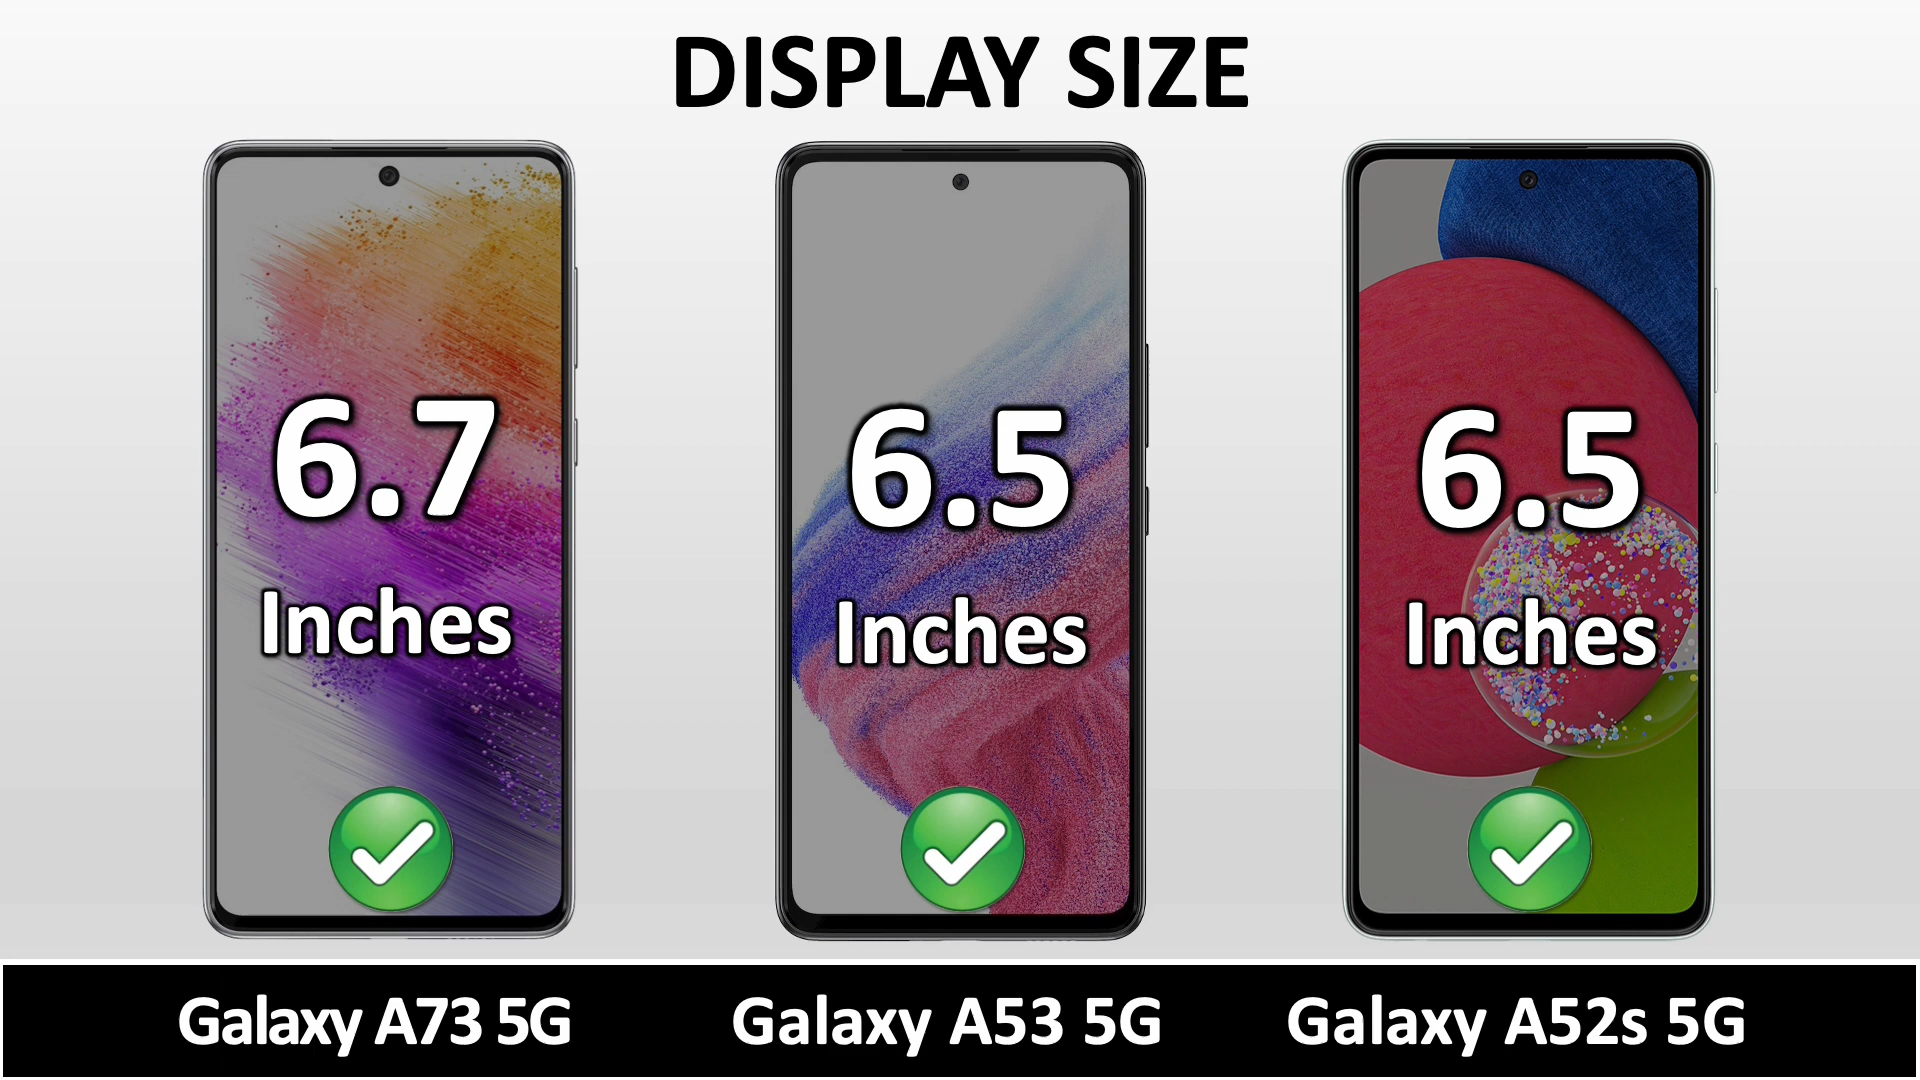 DISPLAY SIZE
6.7
Inches
6.5
Inches
6.5
Inches
Galaxy A73 5G
Galaxy A53 5G
Galaxy A52s 5G